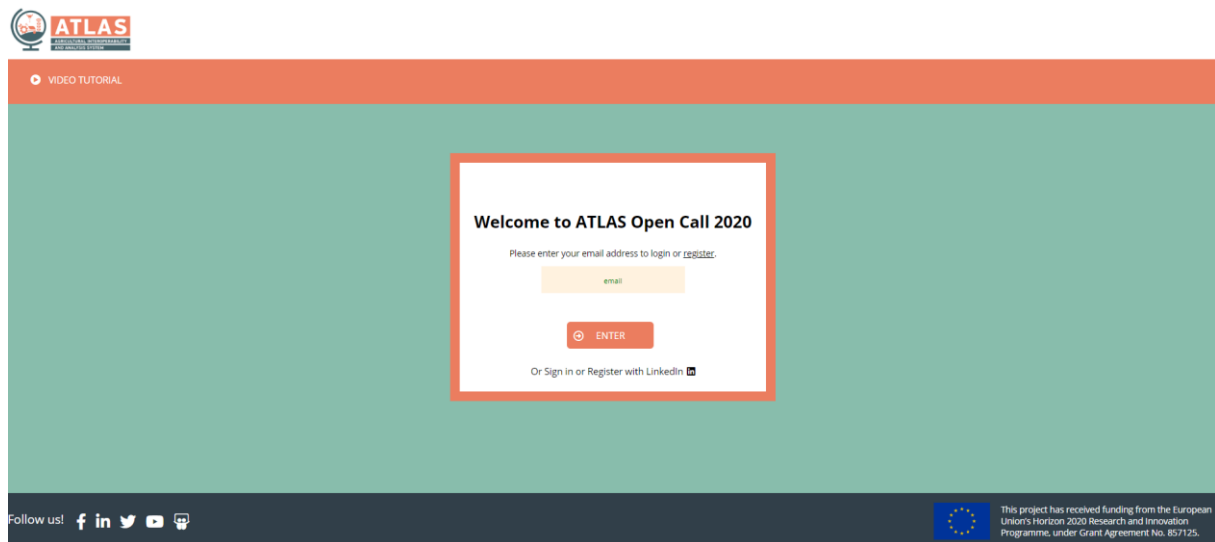 ATLAS
AGRICULTURAL INTEROPERABILITY
AND ANALYSIS SYSTEM
VIDEO TUTORIAL
Welcome to ATLAS Open Call 2020
Please enter your email address to login or register.
email
ENTER
Or Sign in or Register with LinkedIn in
Follow us!
This project has received funding from the European
Union's Horizon 2020 Research and Innovation
Programme, under Grant Agreement No. 857125.